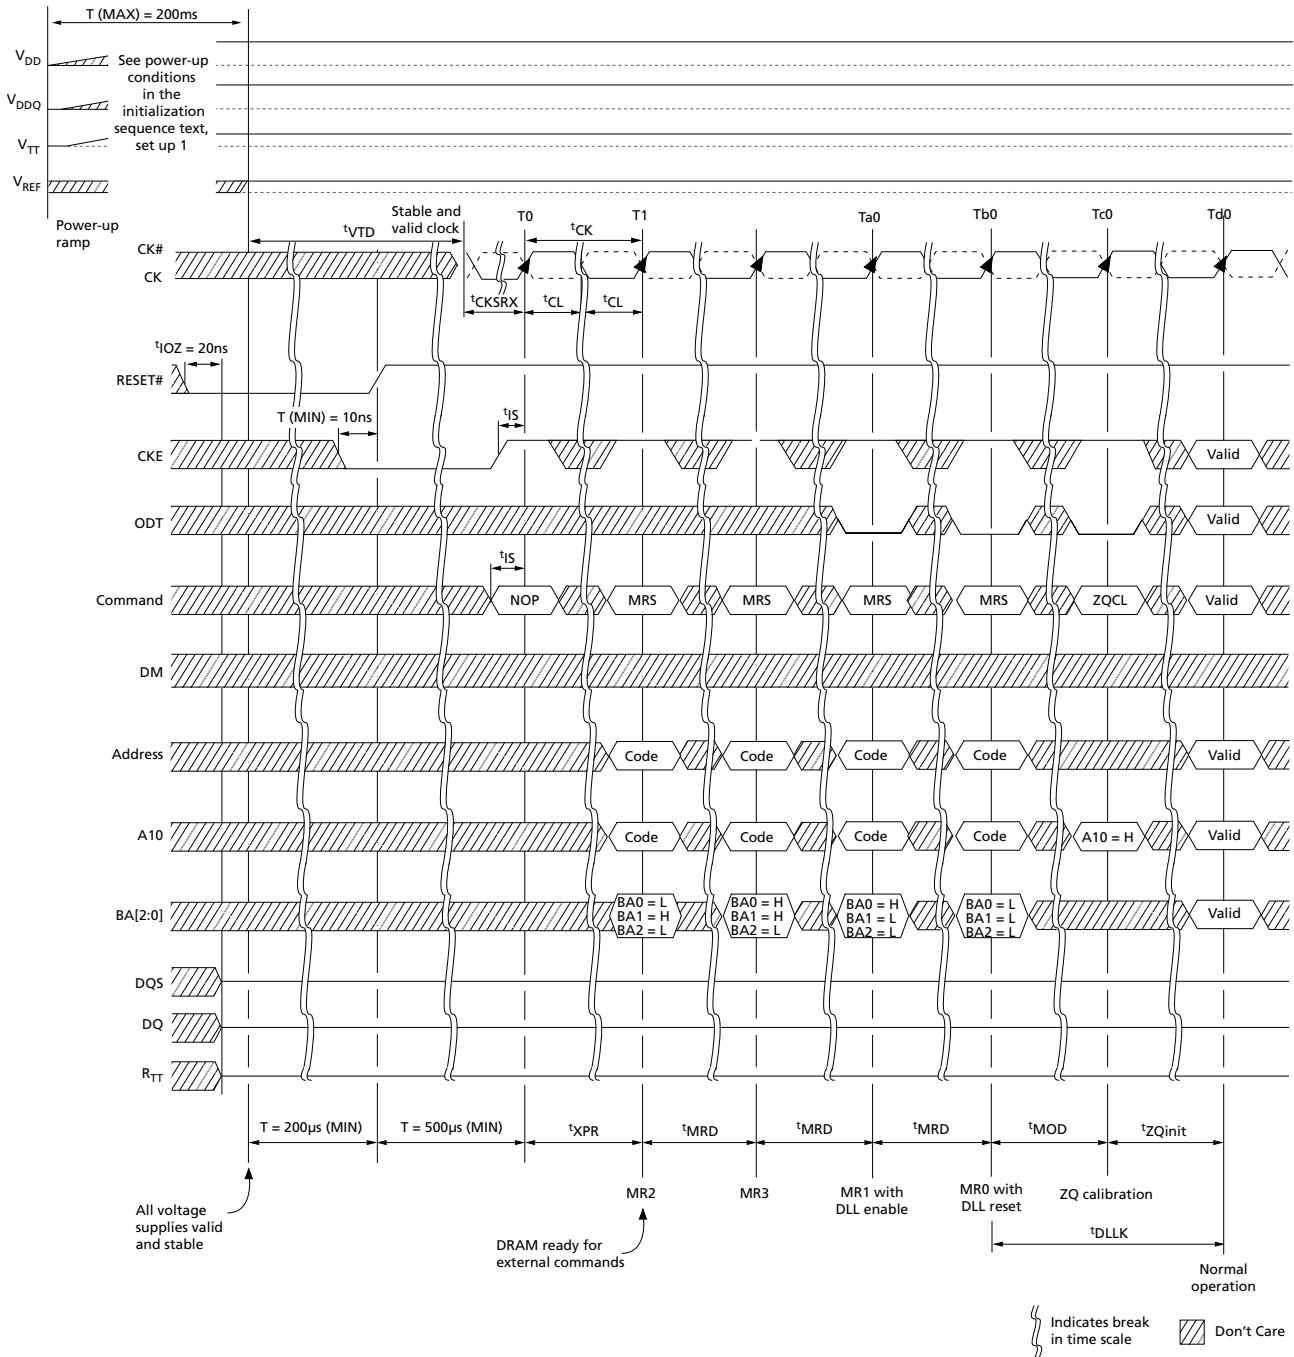 T (MAX) = 200ms
VDD
See power-up
conditions
in the
initialization
sequence text,
set up 1
VDDQ
VTT
VREF
Power-up
ramp
tVTD
Stable and
valid clock
T0
T1
Ta0
Tb0
Tc0
Td0
tCK
CK#
CK
tCKSRX
tCL
tCL
tIOZ = 20ns
RESET#
T (MIN) = 10ns
tIS
CKE
Valid
ODT
Valid
tIS
Command
NOP
MRS
MRS
MRS
MRS
ZQCL
Valid
DM
Address
Code
Code
Code
Code
Valid
A10
Code
Code
Code
Code
A10 = H
Valid
BA[2:0]
BA0 = L
BA1 = H
BA2 = L
BA0 = H
BA1 = H
BA2 = L
BA0 = H
BA1 = L
BA2 = L
BA0 = L
BA1 = L
BA2 = L
Valid
DQS
DQ
RTT
T = 200µs (MIN)
T = 500µs (MIN)
tXPR
tMRD
tMRD
tMRD
tMOD
tZQinit
MR2
MR3
MR1 with
DLL enable
MR0 with
DLL reset
ZQ calibration
All voltage
supplies valid
and stable
DRAM ready for
external commands
tDLLK
Normal
operation
Indicates break
in time scale
Don't Care